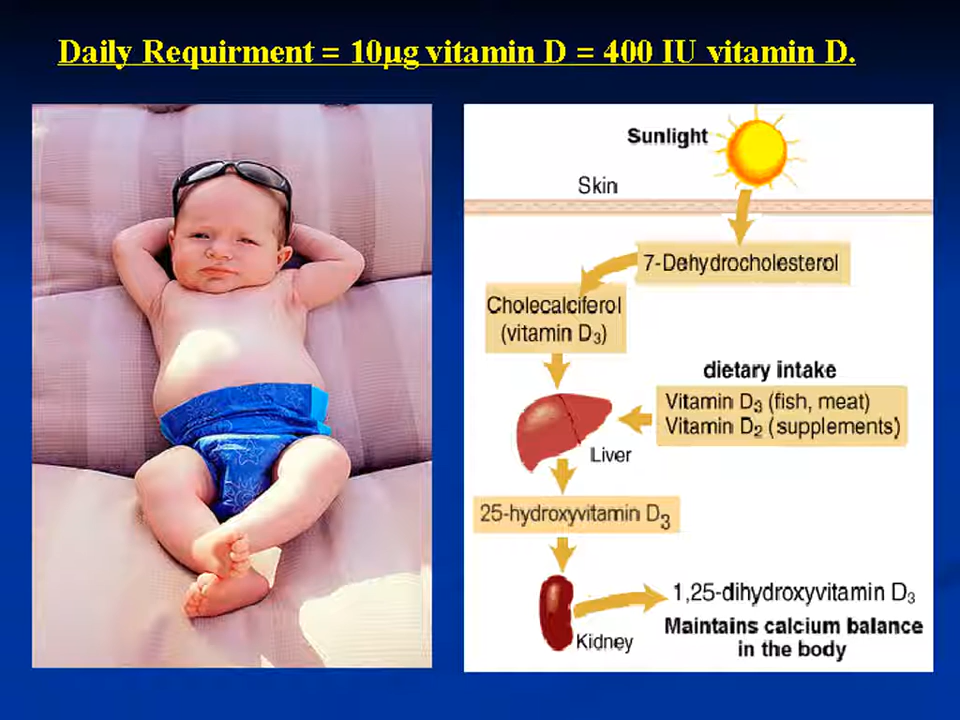 Daily Requirment = 10µg vitamin D = 400 IU vitamin D.
Sunlight
Skin
7-Dehydrocholesterol
Cholecalciferol
(vitamin D3)
dietary intake
Vitamin D3 (fish, meat)
Vitamin D2 (supplements)
Liver
25-hydroxyvitamin D3
1,25-dihydroxyvitamin D3
Kidney
Maintains calcium balance
in the body